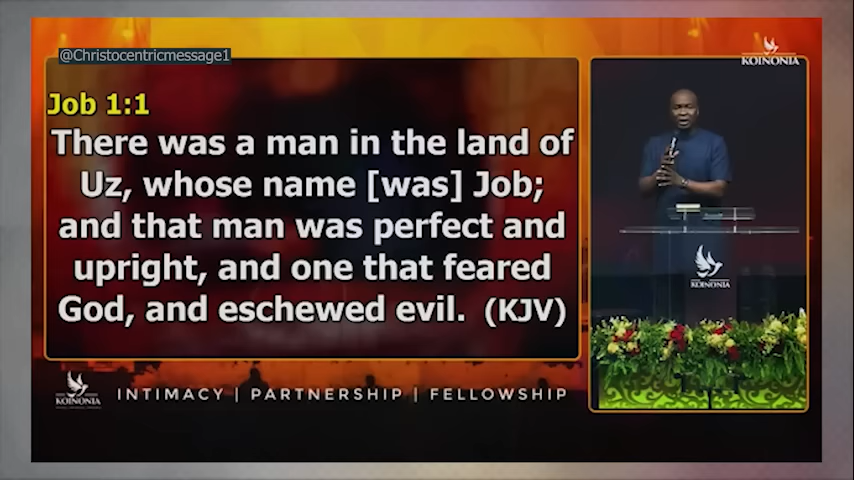 @Christocentricmessage1
KOINONIA
Job 1:1
There was a man in the land of
Uz, whose name [was] Job;
and that man was perfect and
upright, and one that feared
God, and eschewed evil. (KJV)
KOINONIA
KOINONIA
INTIMACY | PARTNERSHIP | FELLOWSHIP